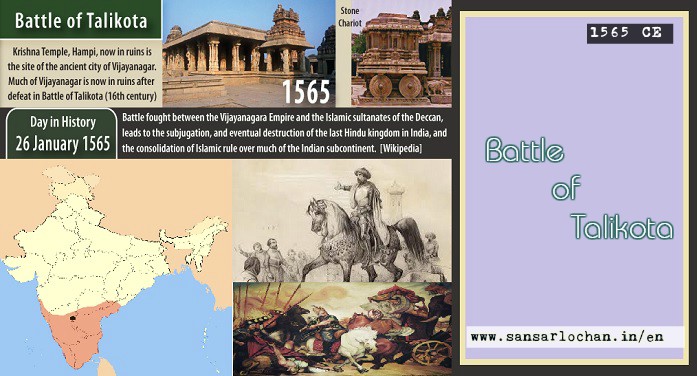 Battle of Talikota
Krishna Temple, Hampi, now in ruins is
the site of the ancient city of Vijayanagar.
Much of Vijayanagar is now in ruins after
defeat in Battle of Talikota (16th century)
1565
Stone
Chariot
Day in History
26 January 1565
Battle fought between the Vijayanagara Empire and the Islamic sultanates of the Deccan,
leads to the subjugation, and eventual destruction of the last Hindu kingdom in India, and
the consolidation of Islamic rule over much of the Indian subcontinent. [Wikipedia]
1565 CE
Battle
of
Talikota
www.sansarlochan.in/en